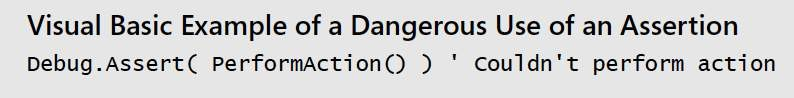 Visual Basic Example of a Dangerous Use of an Assertion
Debug.Assert( PerformAction() ) ' Couldn't perform action